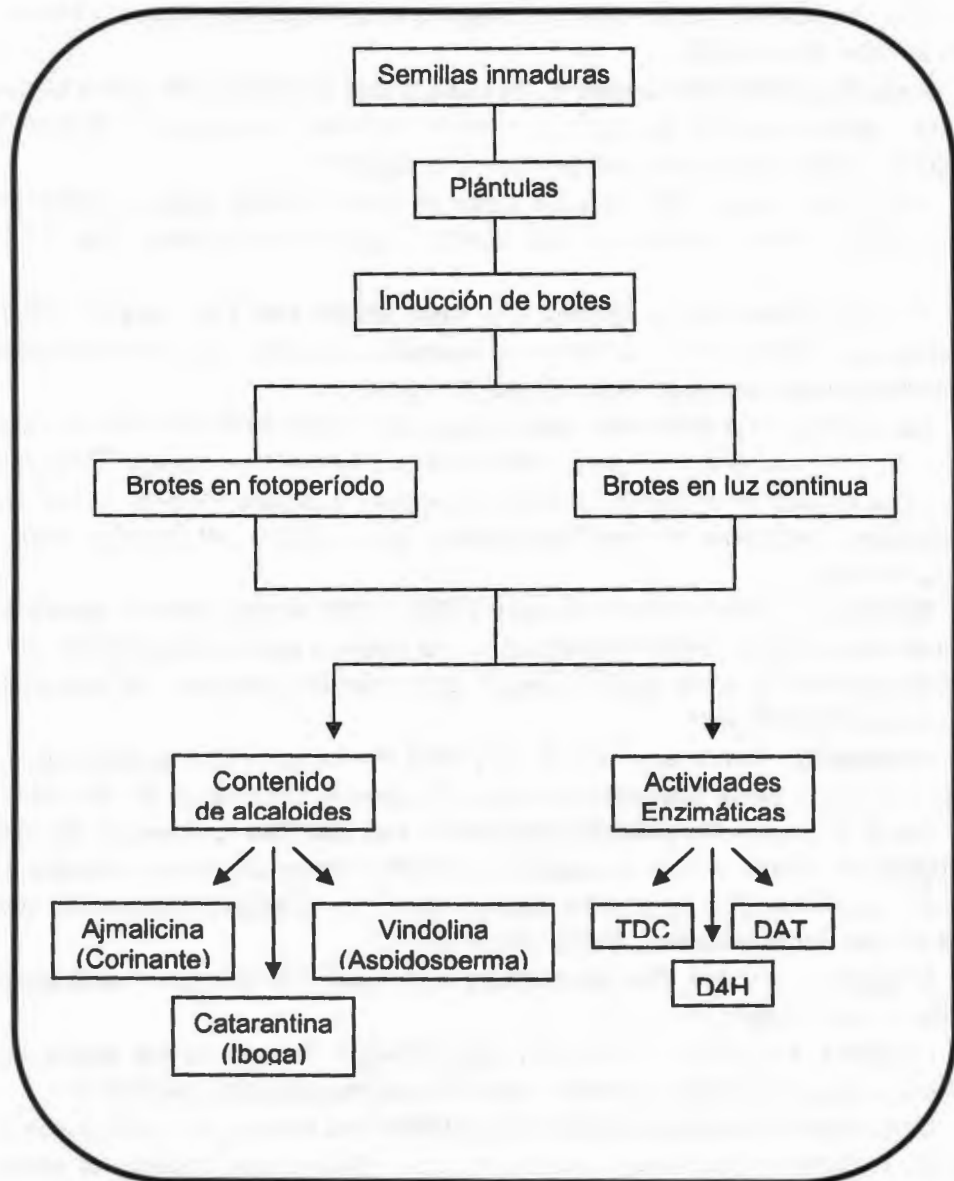 Semillas inmaduras
Plántulas
Inducción de brotes
Brotes en fotoperíodo
Brotes en luz continua
Contenido
de alcaloides
Actividades
Enzimáticas
Ajmalicina
(Corinante)
Vindolina
(Aspidosperma)
Catarantina
(Iboga)
TDC
DAT
D4H